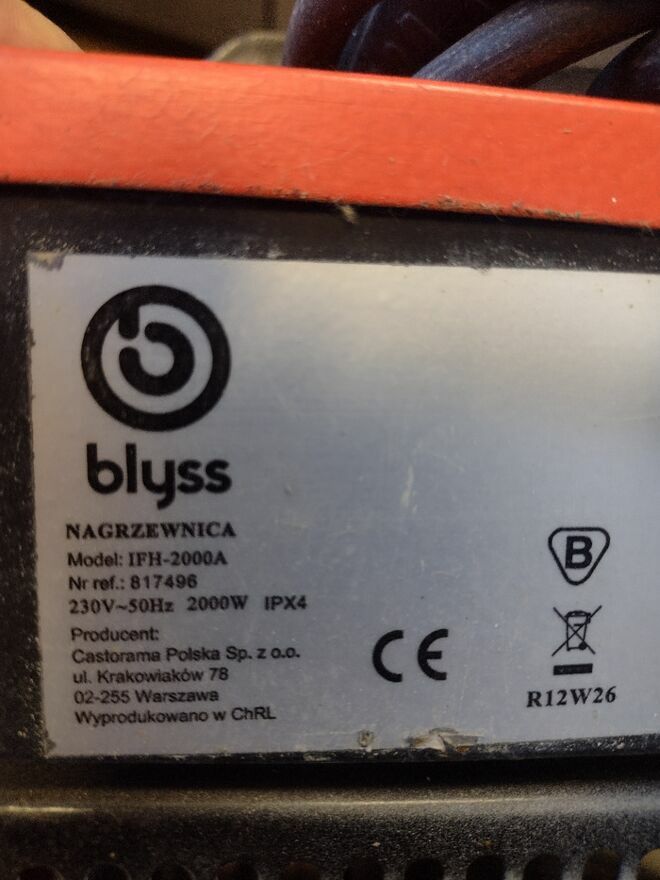 blyss
NAGRZEWNICA
Model: IFH-2000A
Nr ref.: 817496
230V~50Hz 2000W IPX4
Producent:
Castorama Polska Sp. z o.o.
ul. Krakowiaków 78
02-255 Warszawa
Wyprodukowano w ChRL
CE
B
R12W26